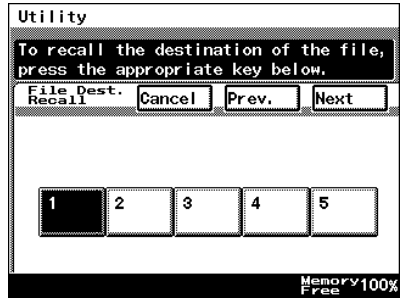 Utility
To recall the destination of the file,
press the appropriate key below.
File Dest.
Recall
Cancel Prev. Next
1 2 3 4 5
Memory
Free 100%